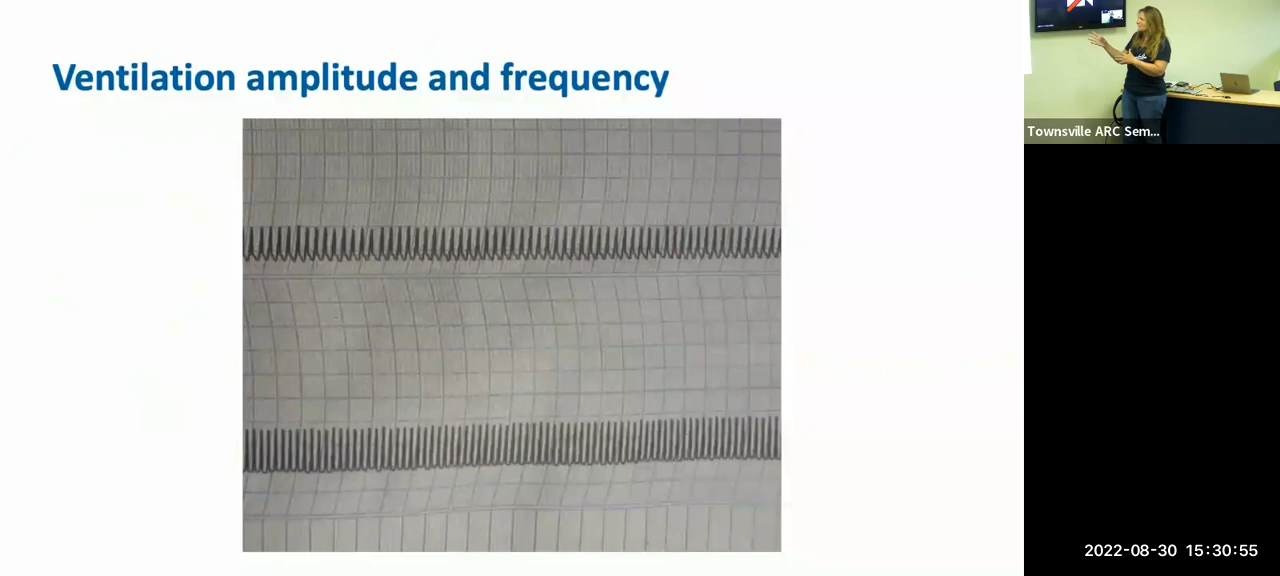 Ventilation amplitude and frequency
Townsville ARC Sem...
2022-08-30 15:30:55